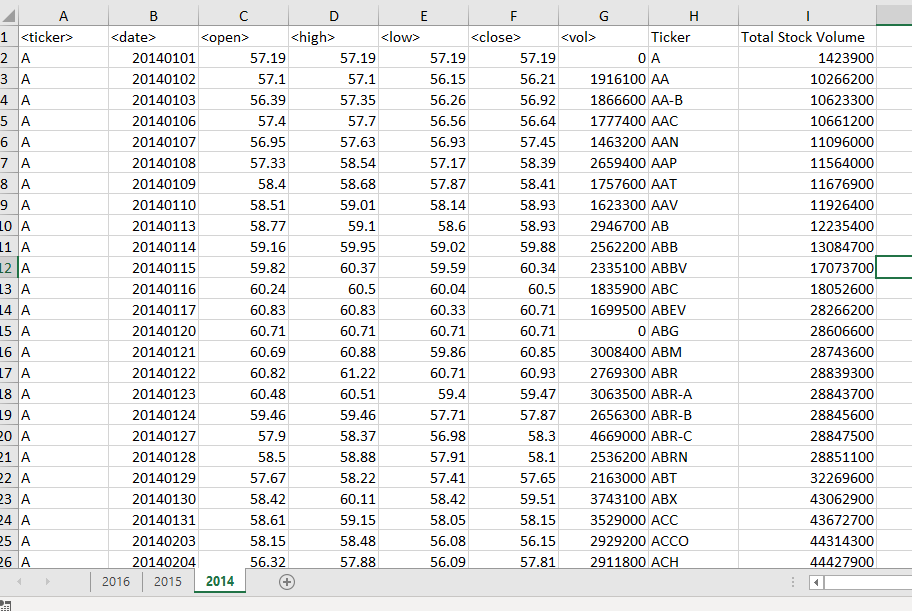 A B C D E F G H I
1 <ticker> <date> <open> <high> <low> <close> <vol> Ticker Total Stock Volume
2 A 20140101 57.19 57.19 57.19 57.19 0 A 1423900
3 A 20140102 57.1 57.1 56.15 56.21 1916100 AA 10266200
4 A 20140103 56.39 57.35 56.26 56.92 1866600 AA-B 10623300
5 A 20140106 57.4 57.7 56.56 56.64 1777400 AAC 10661200
6 A 20140107 56.95 57.63 56.93 57.45 1463200 AAN 11096000
7 A 20140108 57.33 58.54 57.17 58.39 2659400 AAP 11564000
8 A 20140109 58.4 58.68 57.87 58.41 1757600 AAT 11676900
9 A 20140110 58.51 59.01 58.14 58.93 1623300 AAV 11926400
10 A 20140113 58.77 59.1 58.6 58.93 2946700 AB 12235400
11 A 20140114 59.16 59.95 59.02 59.88 2562200 ABB 13084700
12 A 20140115 59.82 60.37 59.59 60.34 2335100 ABBV 17073700
13 A 20140116 60.24 60.5 60.04 60.5 1835900 ABC 18052600
14 A 20140117 60.83 60.83 60.33 60.71 1699500 ABEV 28266200
15 A 20140120 60.71 60.71 60.71 60.71 0 ABG 28606600
16 A 20140121 60.69 60.88 59.86 60.85 3008400 ABM 28743600
17 A 20140122 60.82 61.22 60.71 60.93 2769300 ABR 28839300
18 A 20140123 60.48 60.51 59.4 59.47 3063500 ABR-A 28843700
19 A 20140124 59.46 59.46 57.71 57.87 2656300 ABR-B 28845600
20 A 20140127 57.9 58.37 56.98 58.3 4669000 ABR-C 28847500
21 A 20140128 58.5 58.88 57.91 58.1 2536200 ABRN 28851100
22 A 20140129 57.67 58.22 57.41 57.65 2163000 ABT 32269600
23 A 20140130 58.42 60.11 58.42 59.51 3743100 ABX 43062900
24 A 20140131 58.61 59.15 58.05 58.15 3529000 ACC 43672700
25 A 20140203 58.15 58.48 56.08 56.15 2929200 ACCO 44314300
26 A 20140204 56.32 57.88 56.09 57.81 2911800 ACH 44427900
2016 2015 2014